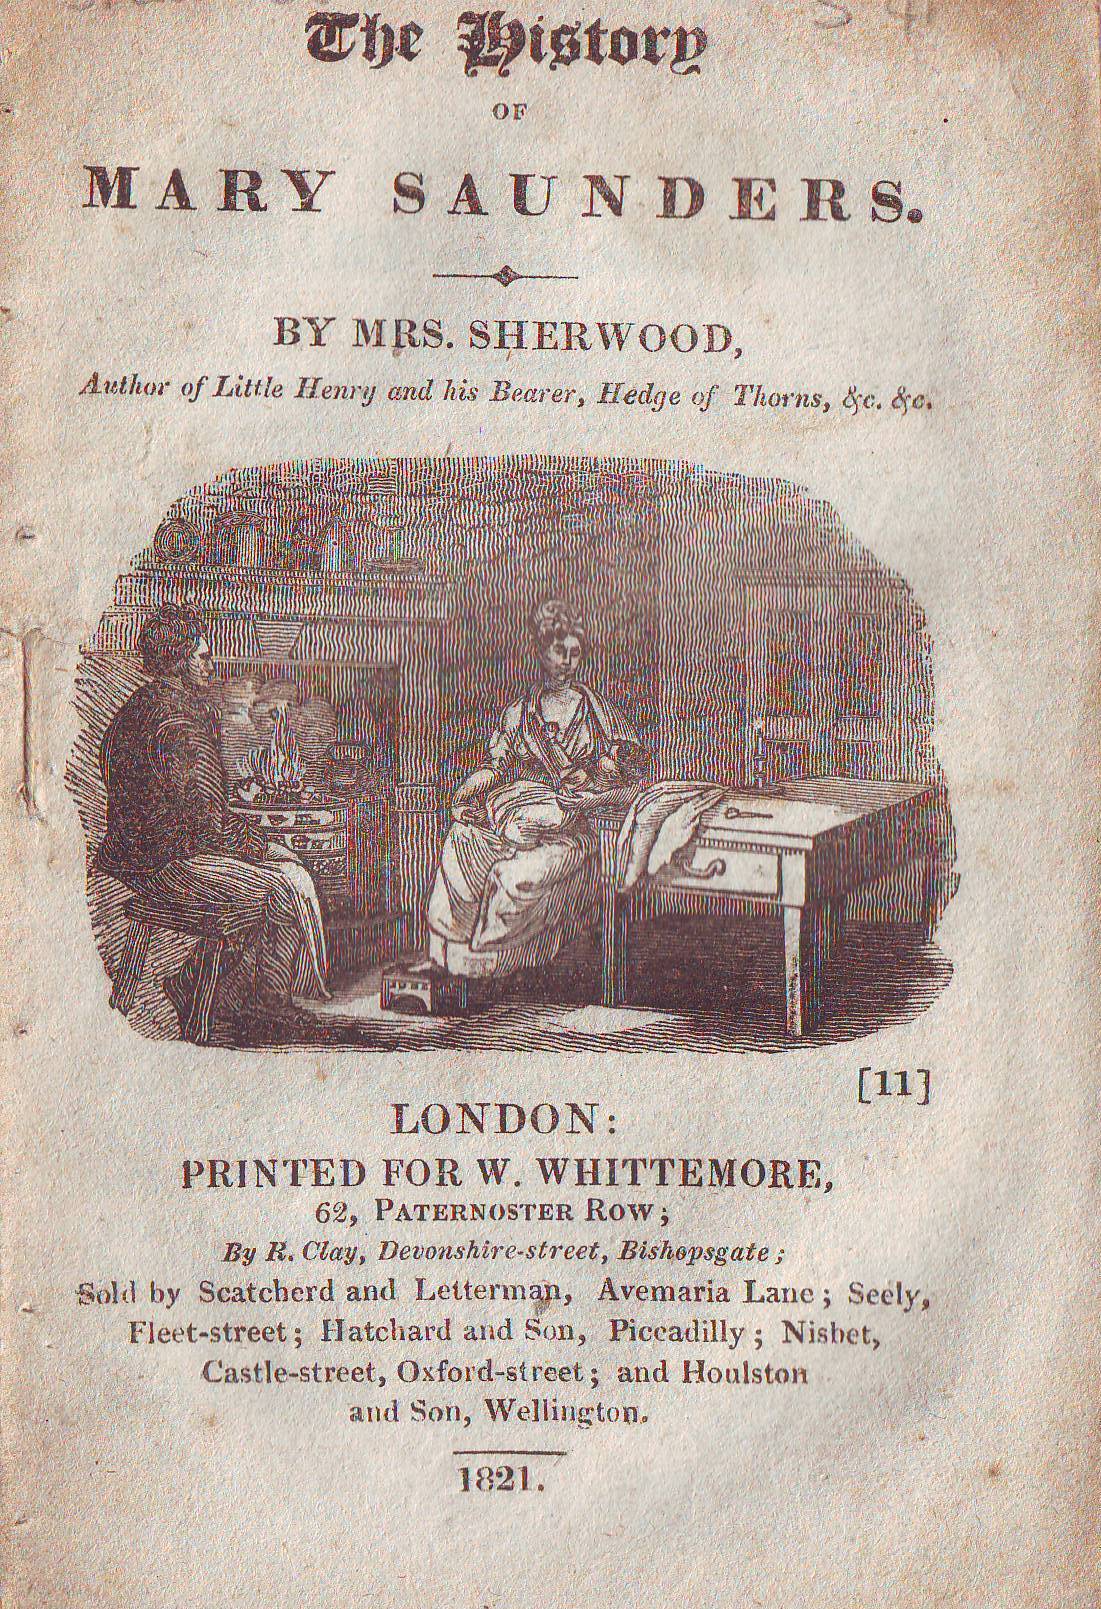 The History
OF
MARY SAUNDERS.
BY MRS. SHERWOOD,
Author of Little Henry and his Bearer, Hedge of Thorns, &c. &c.
[11]
LONDON:
PRINTED FOR W. WHITTEMORE,
62, PATERNOSTER ROW;
By R. Clay, Devonshire-street, Bishopsgate;
Sold by Scatcherd and Letterman, Avemaria Lane; Seely,
Fleet-street; Hatchard and Son, Piccadilly; Nisbet,
Castle-street, Oxford-street; and Houlston
and Son, Wellington.
1821.